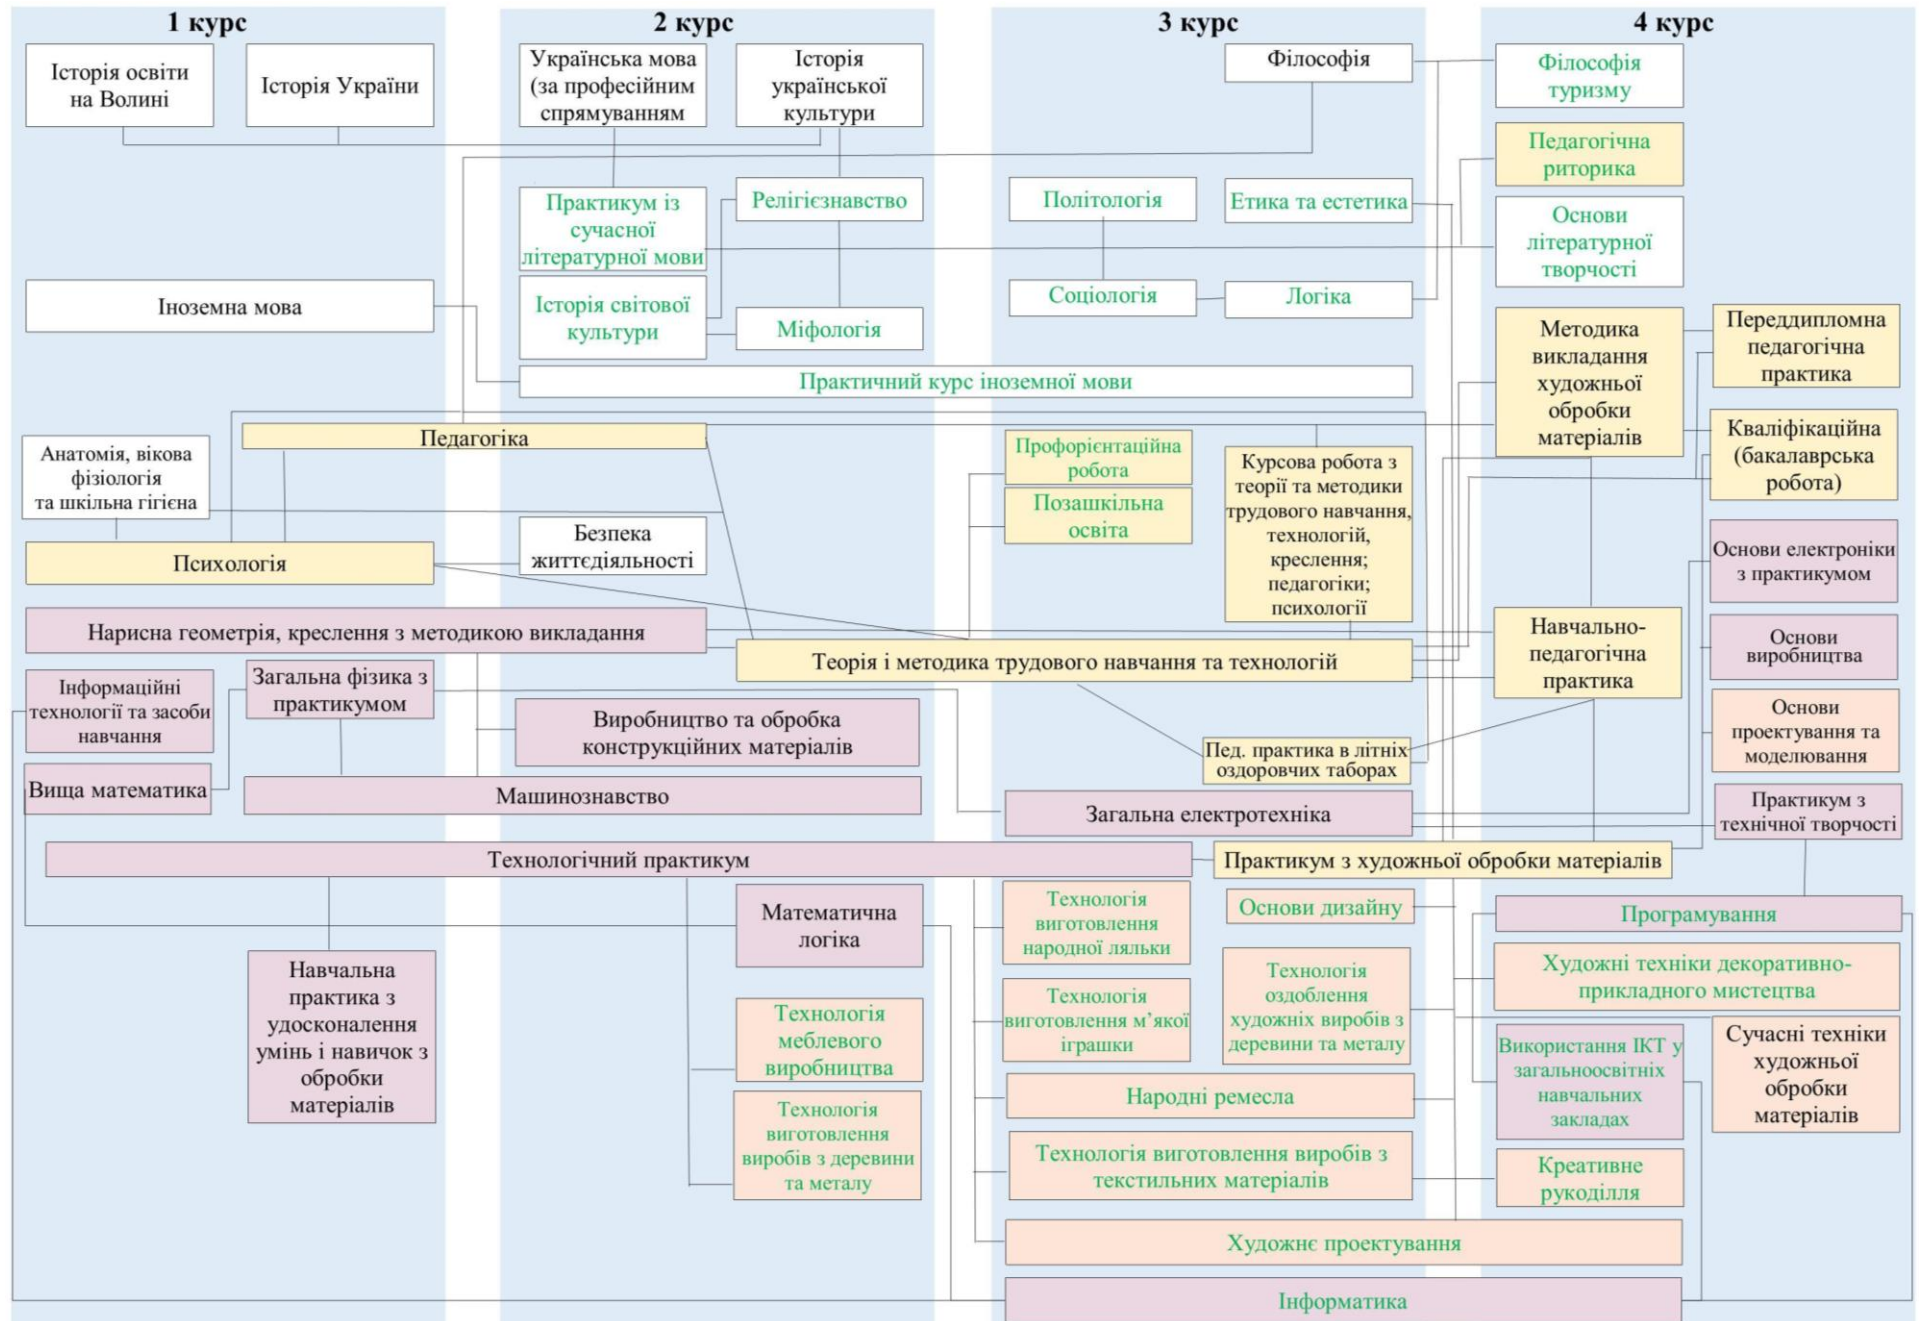 1 курс
2 курс
3 курс
4 курс
Історія освіти
на Волині
Історія України
Українська мова
(за професійним
спрямуванням
Історія
української
культури
Філософія
Філософія
туризму
Педагогічна
риторика
Практикум із
сучасної
літературної мови
Релігієзнавство
Політологія
Етика та естетика
Основи
літературної
творчості
Іноземна мова
Історія світової
культури
Міфологія
Соціологія
Логіка
Методика
викладання
художньої
обробки
матеріалів
Переддипломна
педагогічна
практика
Практичний курс іноземної мови
Педагогіка
Анатомія, вікова
фізіологія
та шкільна гігієна
Профорієнтаційна
робота
Позашкільна
освіта
Курсова робота з
теорії та методики
трудового навчання,
технологій,
креслення;
педагогіки;
психології
Кваліфікаційна
(бакалаврська
робота)
Психологія
Безпека
життєдіяльності
Основи електроніки
з практикумом
Нарисна геометрія, креслення з методикою викладання
Теорія і методика трудового навчання та технологій
Навчально-
педагогічна
практика
Основи
виробництва
Інформаційні
технології та засоби
навчання
Загальна фізика з
практикумом
Виробництво та обробка
конструкційних матеріалів
Пед. практика в літніх
оздоровчих таборах
Основи
проектування та
моделювання
Вища математика
Машинознавство
Загальна електротехніка
Практикум з
технічної творчості
Технологічний практикум
Практикум з художньої обробки матеріалів
Математична
логіка
Технологія
виготовлення
народної ляльки
Основи дизайну
Програмування
Навчальна
практика з
удосконалення
умінь і навичок з
обробки
матеріалів
Технологія
меблевого
виробництва
Технологія
виготовлення м’якої
іграшки
Технологія
оздоблення
художніх виробів з
деревини та металу
Художні техніки декоративно-
прикладного мистецтва
Використання ІКТ у
загальноосвітніх
навчальних
закладах
Сучасні техніки
художньої
обробки
матеріалів
Технологія
виготовлення
виробів з деревини
та металу
Народні ремесла
Технологія виготовлення виробів з
текстильних матеріалів
Креативне
рукоділля
Художнє проектування
Інформатика